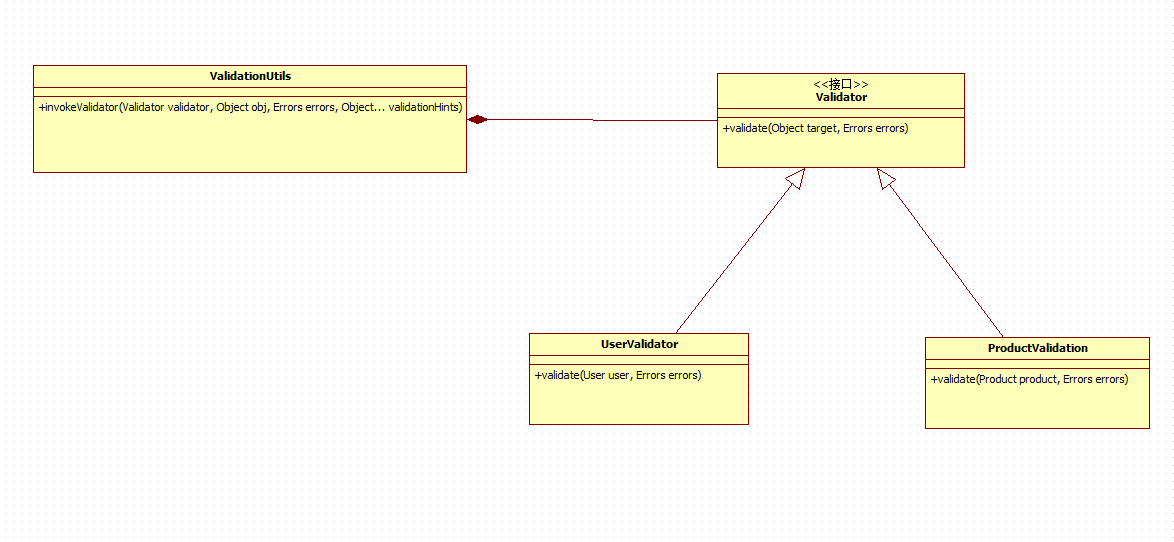 ValidationUtils
+invokeValidator(Validator validator, Object obj, Errors errors, Object... validationHints)
<<接口>>
Validator
+validate(Object target, Errors errors)
UserValidator
+validate(User user, Errors errors)
ProductValidation
+validate(Product product, Errors errors)